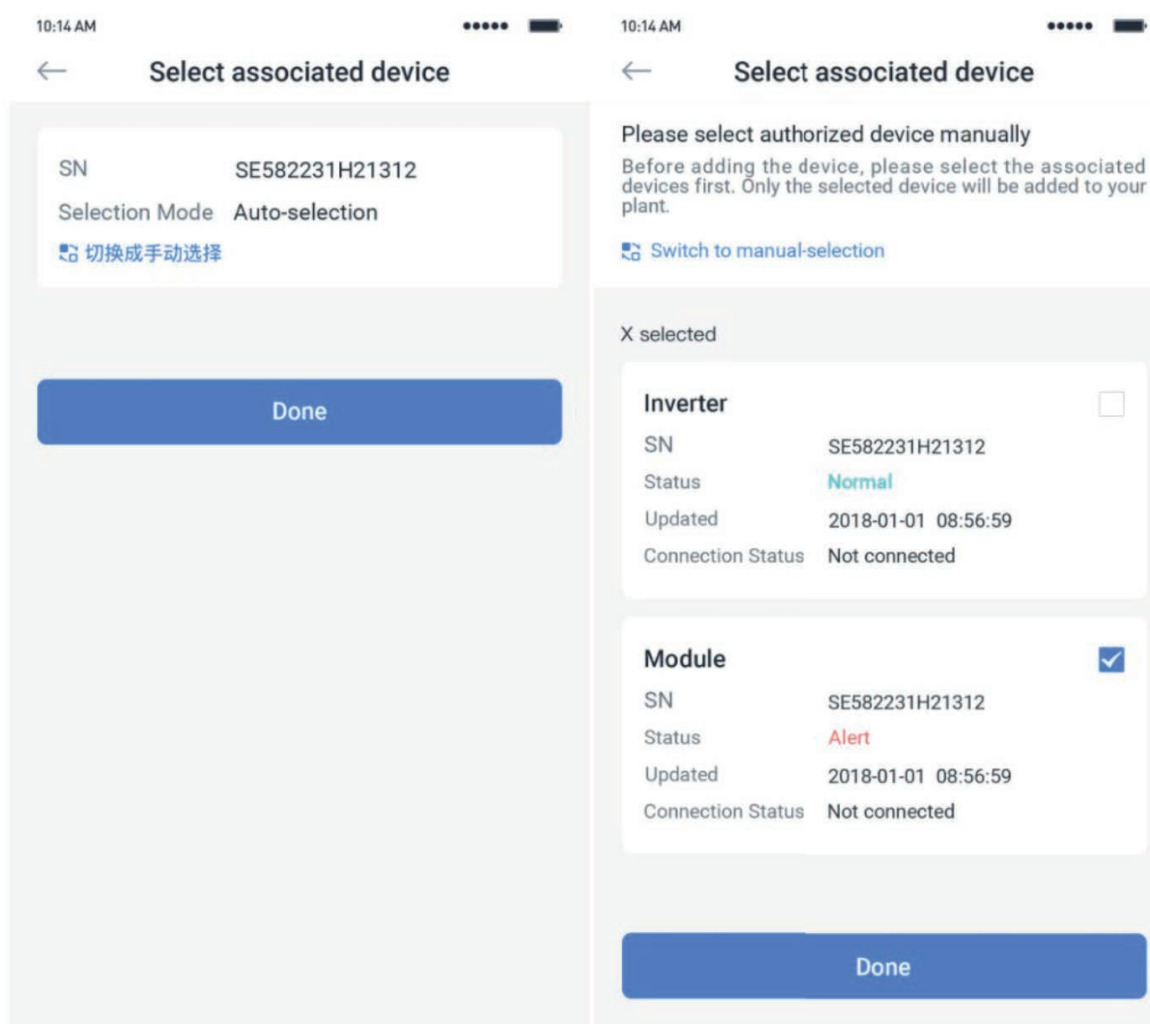 10:14 AM
Select associated device
SN SE582231H21312
Selection Mode Auto-selection
切换成手动选择
Done
10:14 AM
Select associated device
Please select authorized device manually
Before adding the device, please select the associated
devices first. Only the selected device will be added to your
plant.
Switch to manual-selection
X selected
Inverter
SN SE582231H21312
Status Normal
Updated 2018-01-01 08:56:59
Connection Status Not connected
Module
SN SE582231H21312
Status Alert
Updated 2018-01-01 08:56:59
Connection Status Not connected
Done